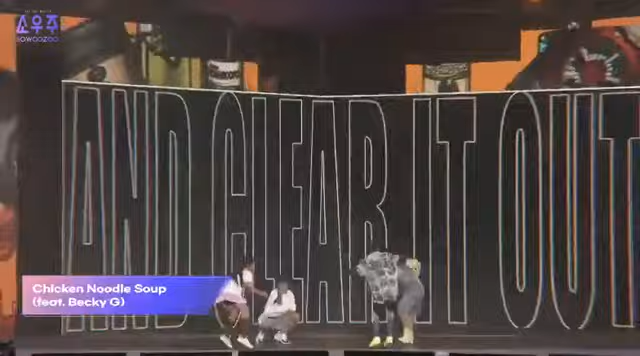 소우주
SOWOOZOO
AND CLEAR IT OUT
Chicken Noodle Soup
(feat. Becky G)